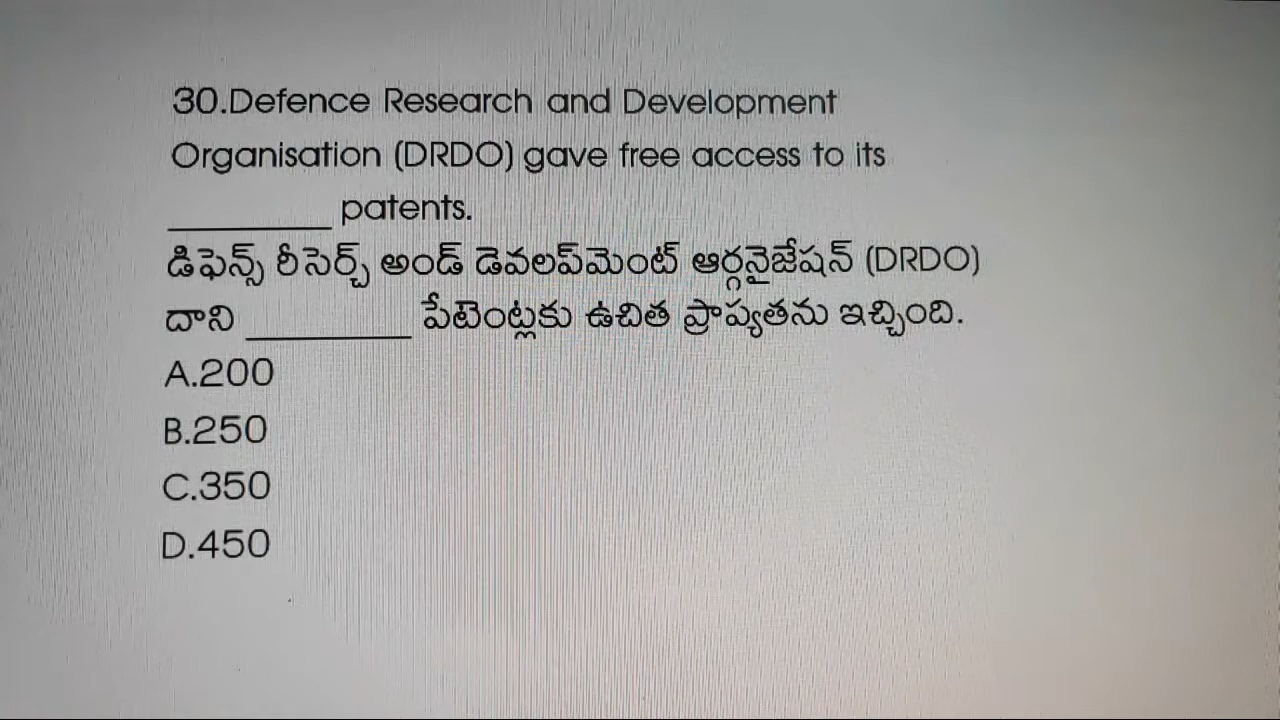 30.Defence Research and Development
Organisation (DRDO) gave free access to its
_________ patents.
డిఫెన్స్ రీసెర్చ్ అండ్ డెవలప్‌మెంట్ ఆర్గనైజేషన్ (DRDO)
దాని _________ పేటెంట్లకు ఉచిత ప్రాప్యతను ఇచ్చింది.
A.200
B.250
C.350
D.450